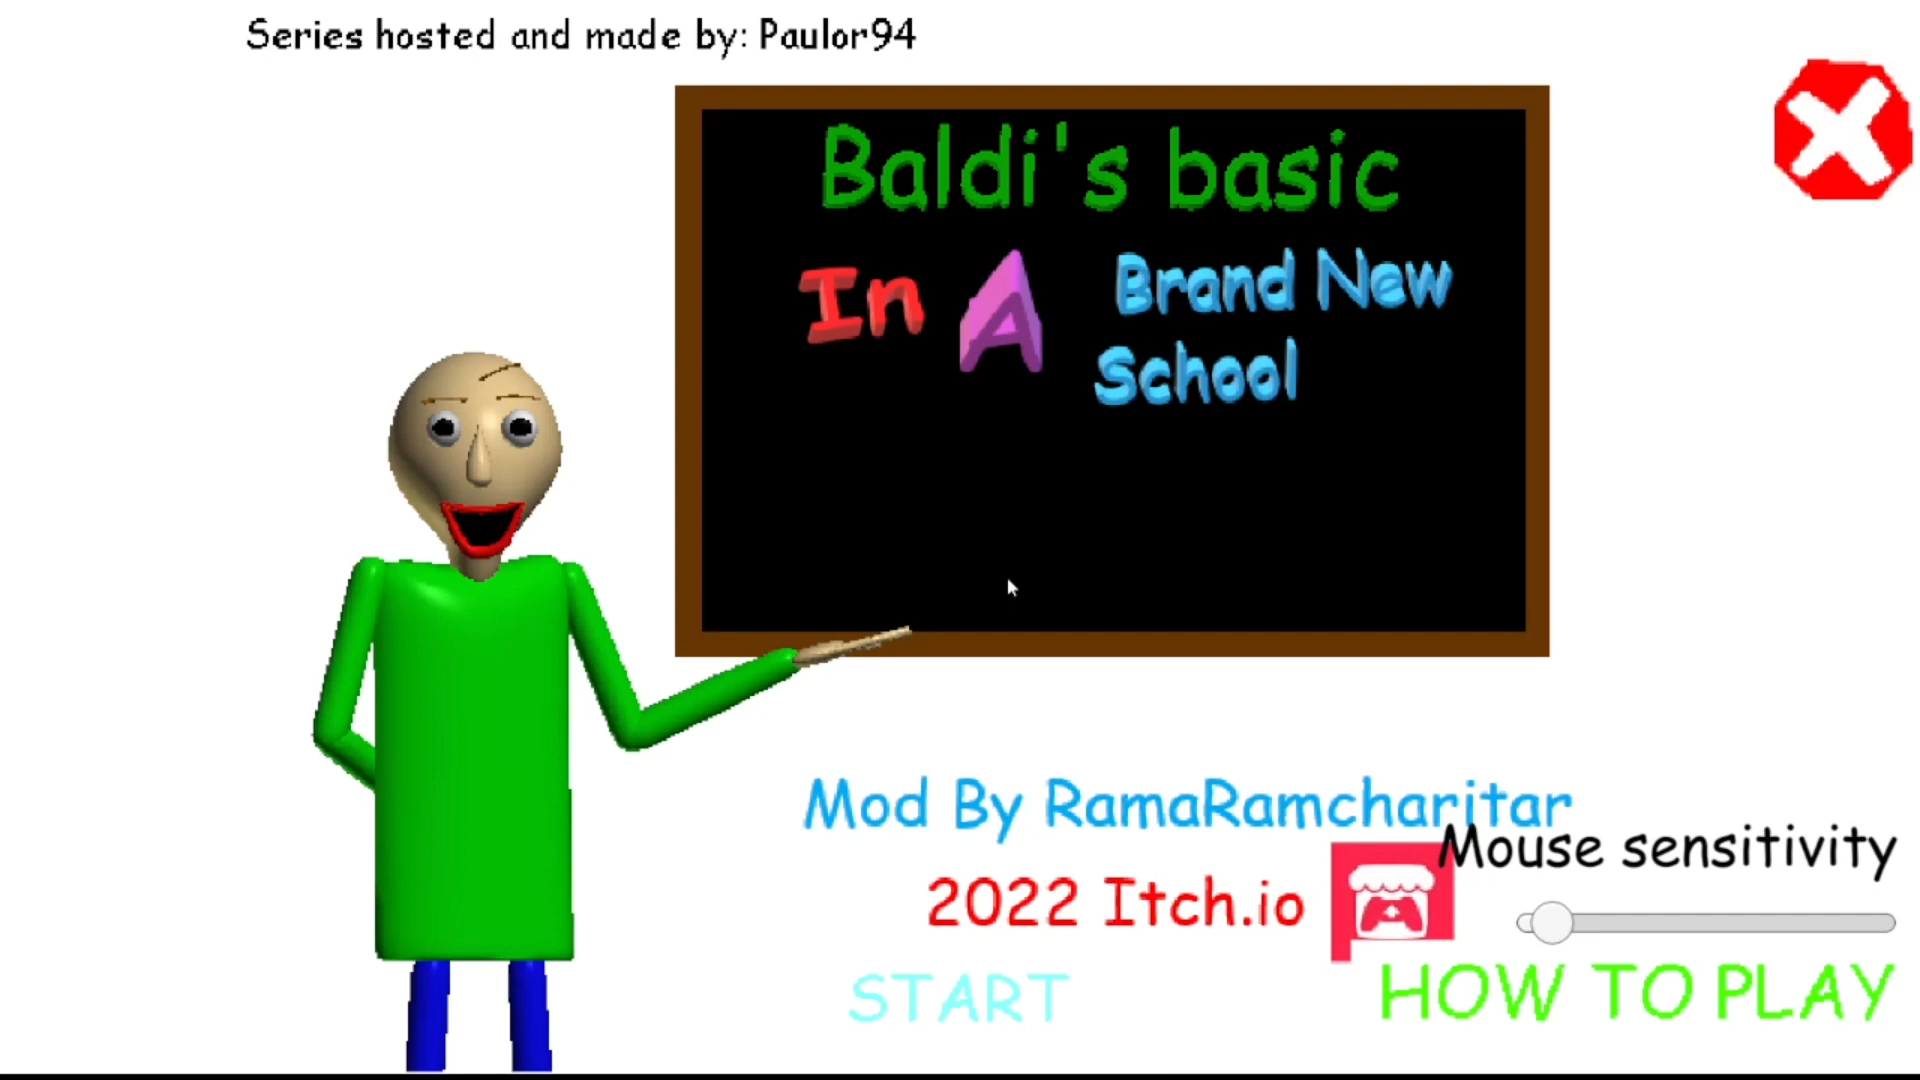 Series hosted and made by: Paulor94
Baldi's basic
In A Brand New
School
Mod By RamaRamcharitar
Mouse sensitivity
2022 Itch.io
START
HOW TO PLAY